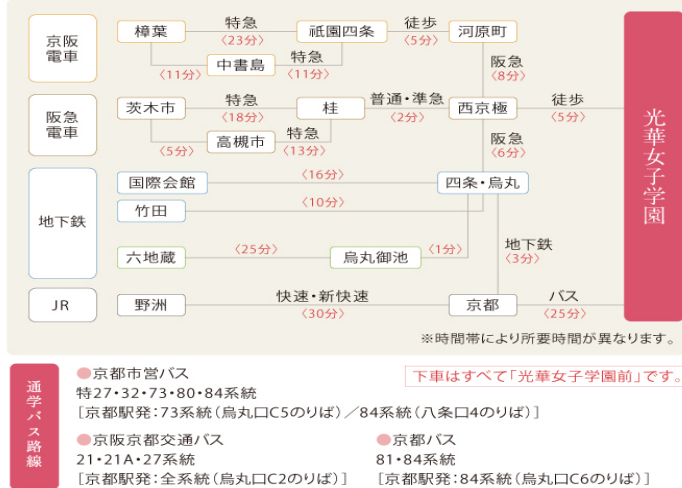 京阪電車
樟葉
特急
〈23分〉
祇園四条
徒歩
〈5分〉
河原町
〈11分〉
中書島
特急
〈11分〉
阪急
〈8分〉
阪急電車
茨木市
特急
〈18分〉
桂
普通・準急
〈2分〉
西京極
徒歩
〈5分〉
〈5分〉
高槻市
特急
〈13分〉
阪急
〈6分〉
光華女子学園
地下鉄
国際会館
〈16分〉
四条・烏丸
竹田
〈10分〉
六地蔵
〈25分〉
烏丸御池
〈1分〉
地下鉄
〈3分〉
JR
野洲
快速・新快速
〈30分〉
京都
バス
〈25分〉
※時間帯により所要時間が異なります。
通学バス路線
●京都市営バス
下車はすべて「光華女子学園前」です。
特27・32・73・80・84系統
[京都駅発：73系統（烏丸口C5のりば）／84系統（八条口4のりば）]
●京阪京都交通バス
21・21A・27系統
[京都駅発：全系統（烏丸口C2のりば）]
●京都バス
81・84系統
[京都駅発：84系統（烏丸口C6のりば）]